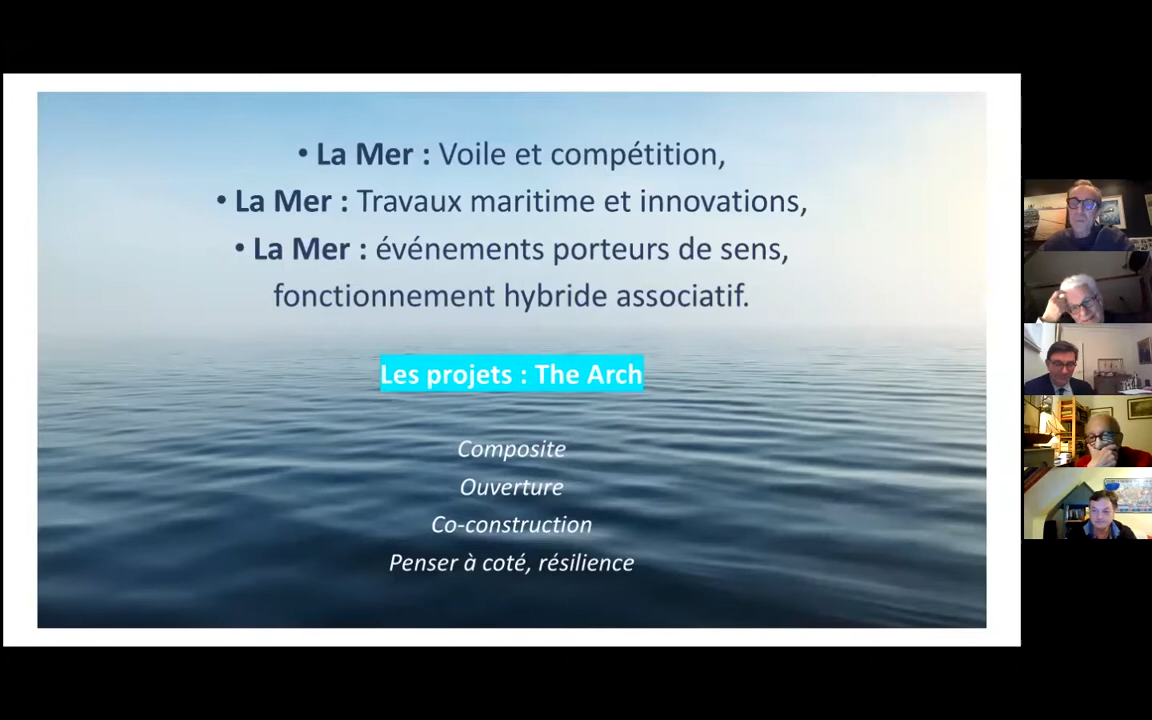 • La Mer : Voile et compétition,
• La Mer : Travaux maritime et innovations,
• La Mer : événements porteurs de sens,
fonctionnement hybride associatif.
Les projets : The Arch
Composite
Ouverture
Co-construction
Penser à coté, résilience